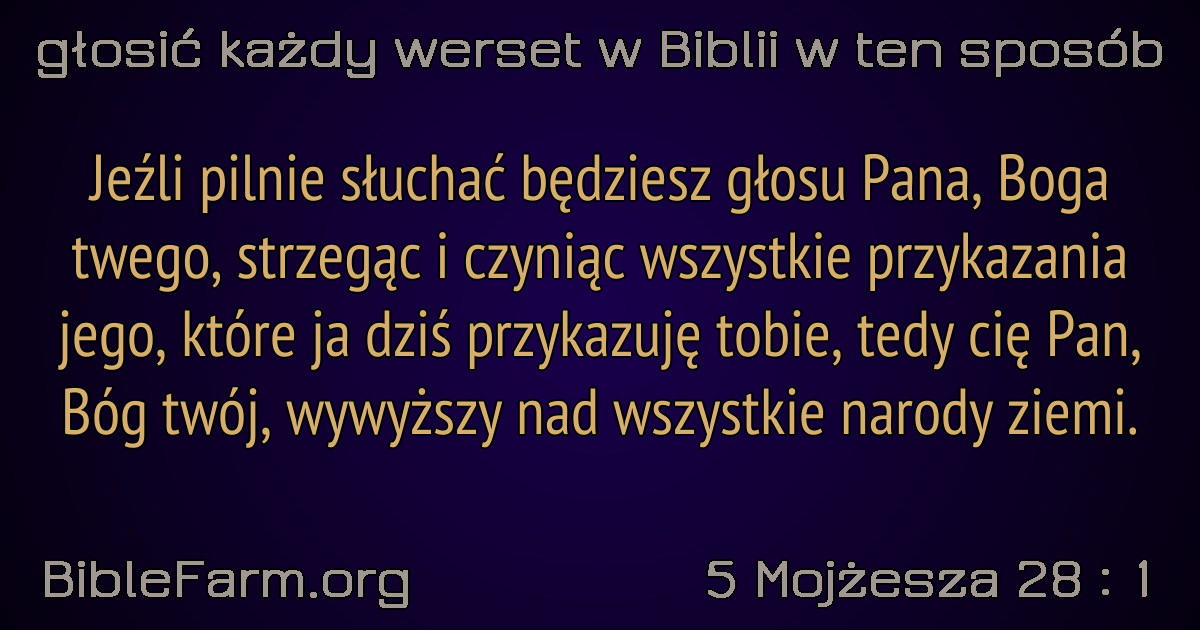 głosić każdy werset w Biblii w ten sposób
Jeźli pilnie słuchać będziesz głosu Pana, Boga
twego, strzegąc i czyniąc wszystkie przykazania
jego, które ja dziś przykazuję tobie, tedy cię Pan,
Bóg twój, wywyższy nad wszystkie narody ziemi.
BibleFarm.org
5 Mojżesza 28 : 1